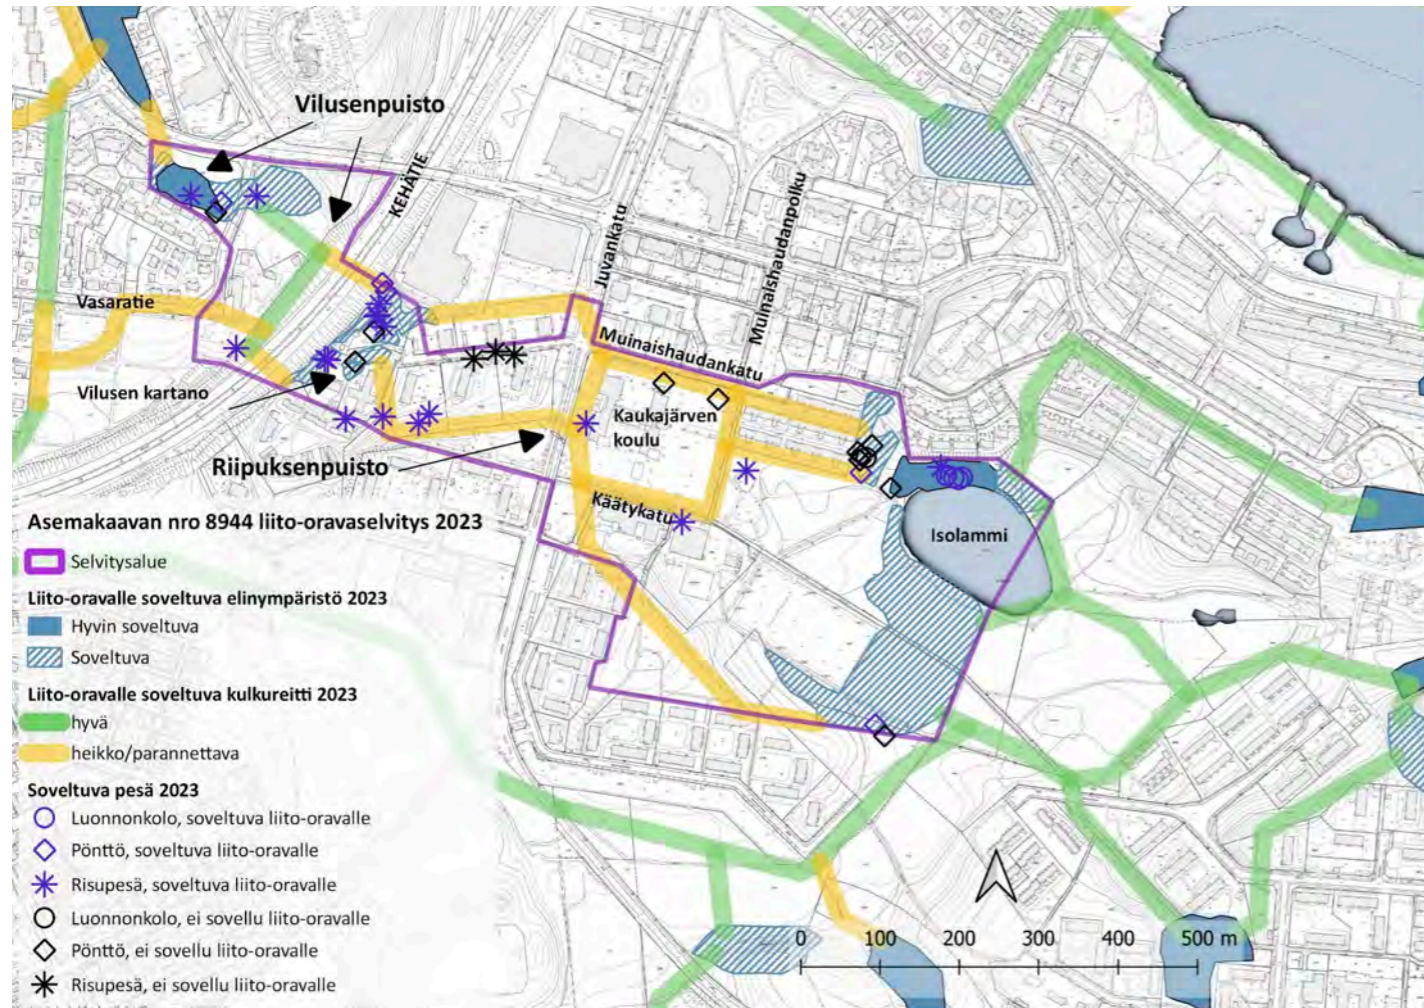 Vilusenpuisto
KEHÄTIE
Juvankatu
Muinaishaudanpolku
Vasaratie
Muinaishaudankatu
Vilusen kartano
Kaukajärven
koulu
Riipuksenpuisto
Käätykatu
Isolammi
Asemakaavan nro 8944 liito-oravaselvitys 2023
Selvitysalue
Liito-oravalle soveltuva elinympäristö 2023
Hyvin soveltuva
Soveltuva
Liito-oravalle soveltuva kulkureitti 2023
hyvä
heikko/parannettava
Soveltuva pesä 2023
Luonnonkolo, soveltuva liito-oravalle
Pönttö, soveltuva liito-oravalle
Risupesä, soveltuva liito-oravalle
Luonnonkolo, ei sovellu liito-oravalle
Pönttö, ei sovellu liito-oravalle
Risupesä, ei sovellu liito-oravalle
0 100 200 300 400 500 m